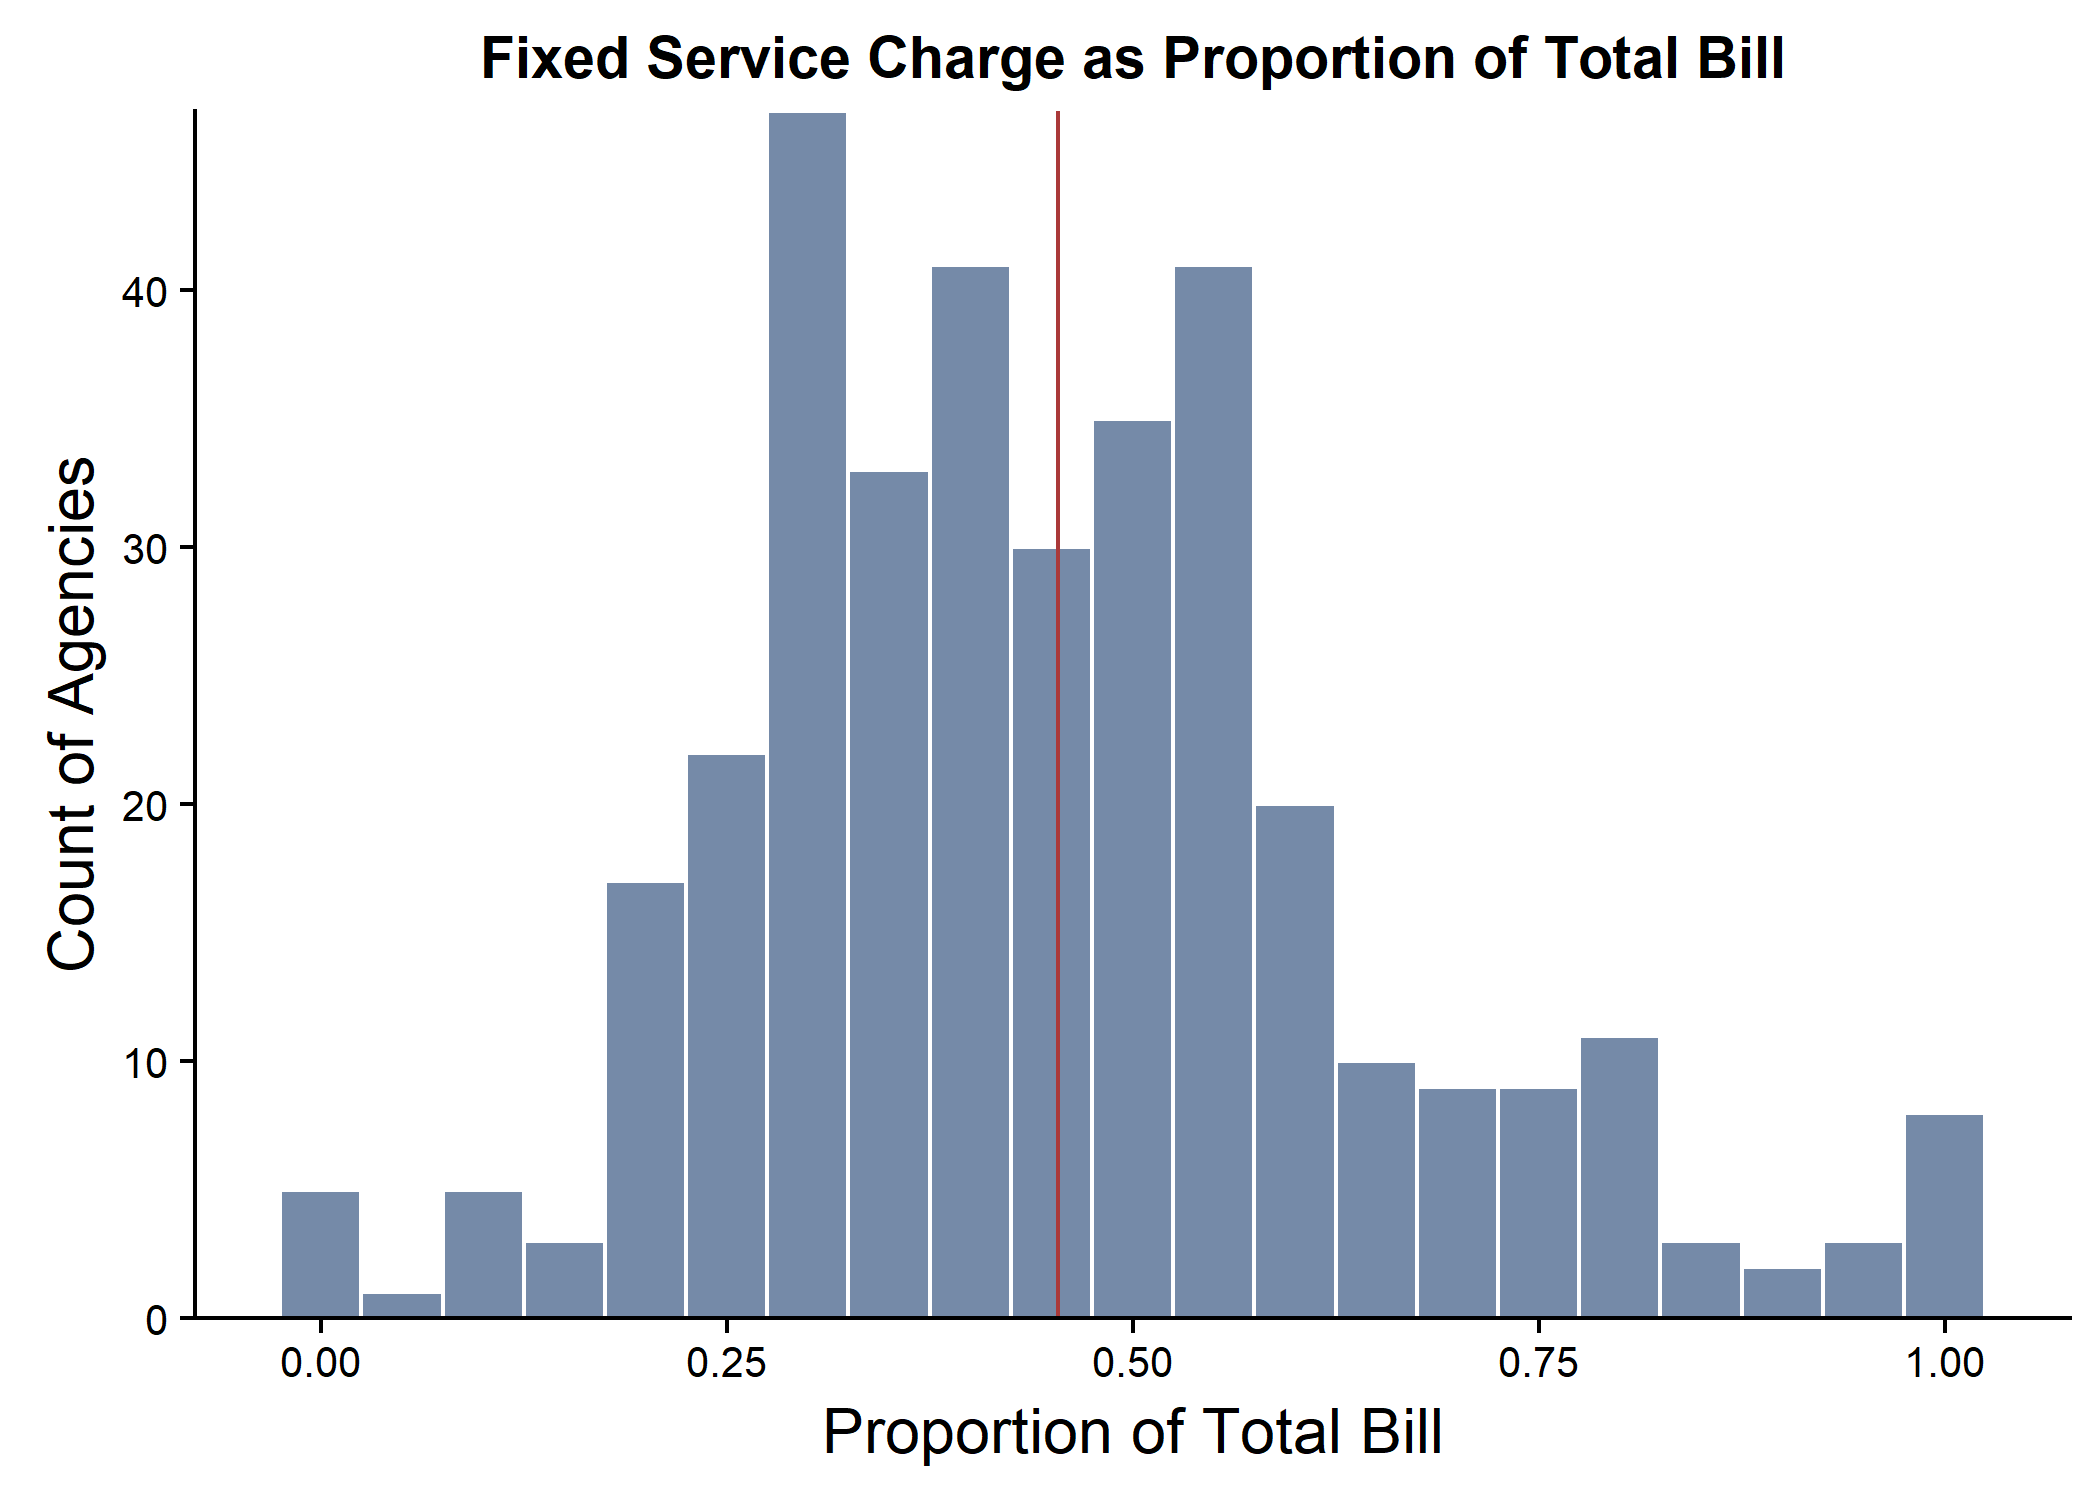 Fixed Service Charge as Proportion of Total Bill
Count of Agencies
40
30
20
10
0
0.00 0.25 0.50 0.75 1.00
Proportion of Total Bill